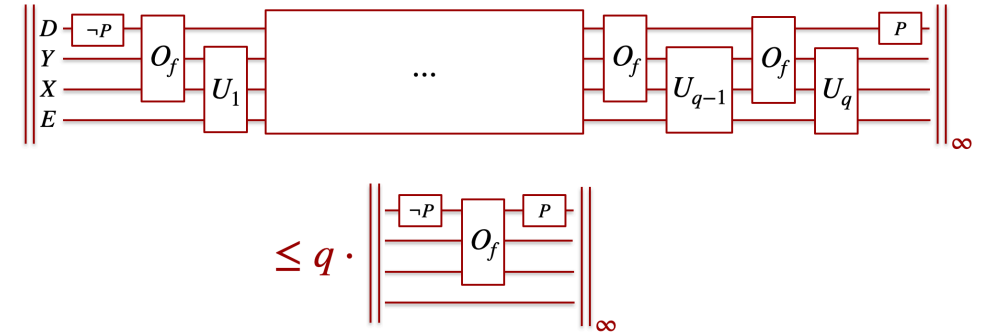 D ¬P O_f ... O_f O_f P
Y U_1 U_{q−1} U_q
X
E
∞
≤ q · ¬P O_f P
∞